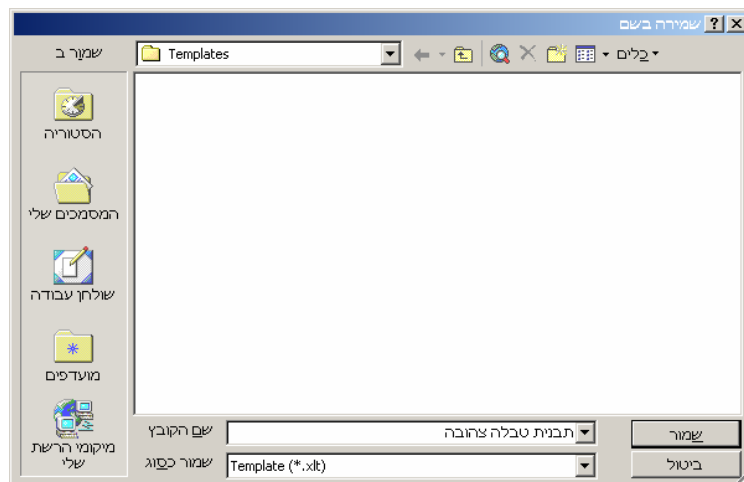 שמירה בשם
שמור ב Templates כלים
הסטוריה
המסמכים שלי
שולחן עבודה
מועדפים
מיקומי הרשת
שלי
שם הקובץ תבנית טבלה צהובה שמור
שמור כסוג Template (*.xlt) ביטול